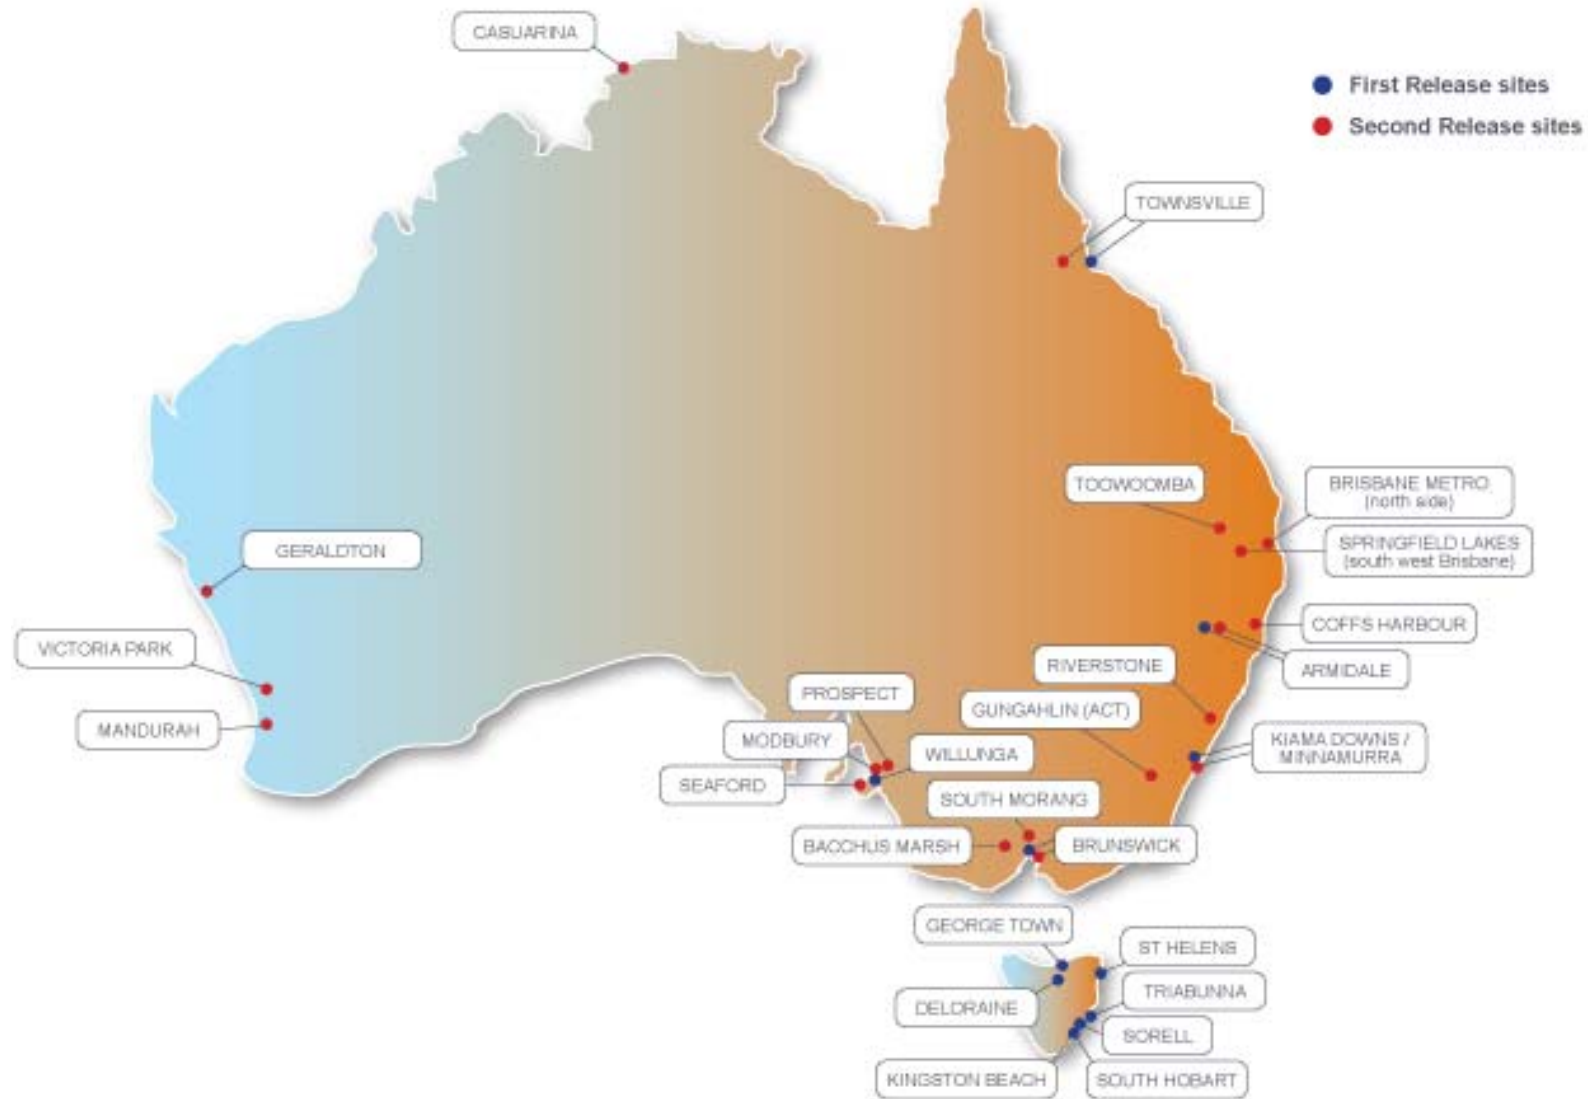 CASUARINA
First Release sites
Second Release sites
TOWNSVILLE
TOOWOOMBA
BRISBANE METRO
(north side)
SPRINGFIELD LAKES
(south west Brisbane)
GERALDTON
COFFS HARBOUR
VICTORIA PARK
ARMIDALE
RIVERSTONE
PROSPECT
GUNGAHLIN (ACT)
MANDURAH
MODBURY
WILLUNGA
KIAMA DOWNS /
MINNAMURRA
SEAFORD
SOUTH MORANG
BACCHUS MARSH
BRUNSWICK
GEORGE TOWN
ST HELENS
DELORAINE
TRIABUNNA
SORELL
KINGSTON BEACH
SOUTH HOBART